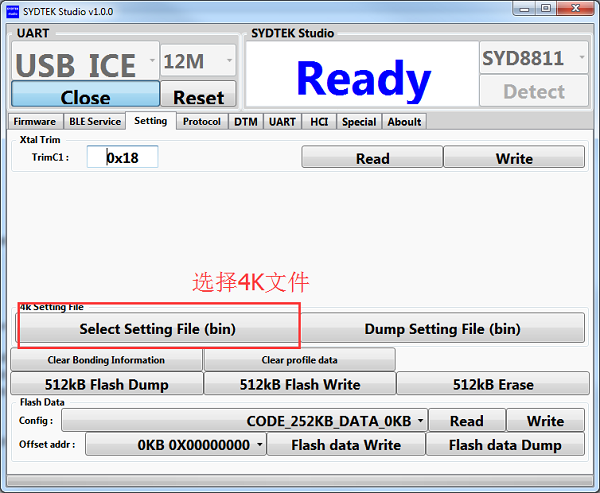 SYDTEK Studio v1.0.0
UART
SYDTEK Studio
USB_ICE 12M
Ready
SYD8811
Close Reset
Detect
Firmware BLE Service Setting Protocol DTM UART HCI Special Aboult
Xtal Trim
TrimC1 : 0x18 Read Write
选择4K文件
4k Setting File
Select Setting File (bin) Dump Setting File (bin)
Clear Bonding Information Clear profile data
512kB Flash Dump 512kB Flash Write 512kB Erase
Flash Data
Config : CODE_252KB_DATA_0KB Read Write
Offset addr : 0KB 0X00000000 Flash data Write Flash data Dump